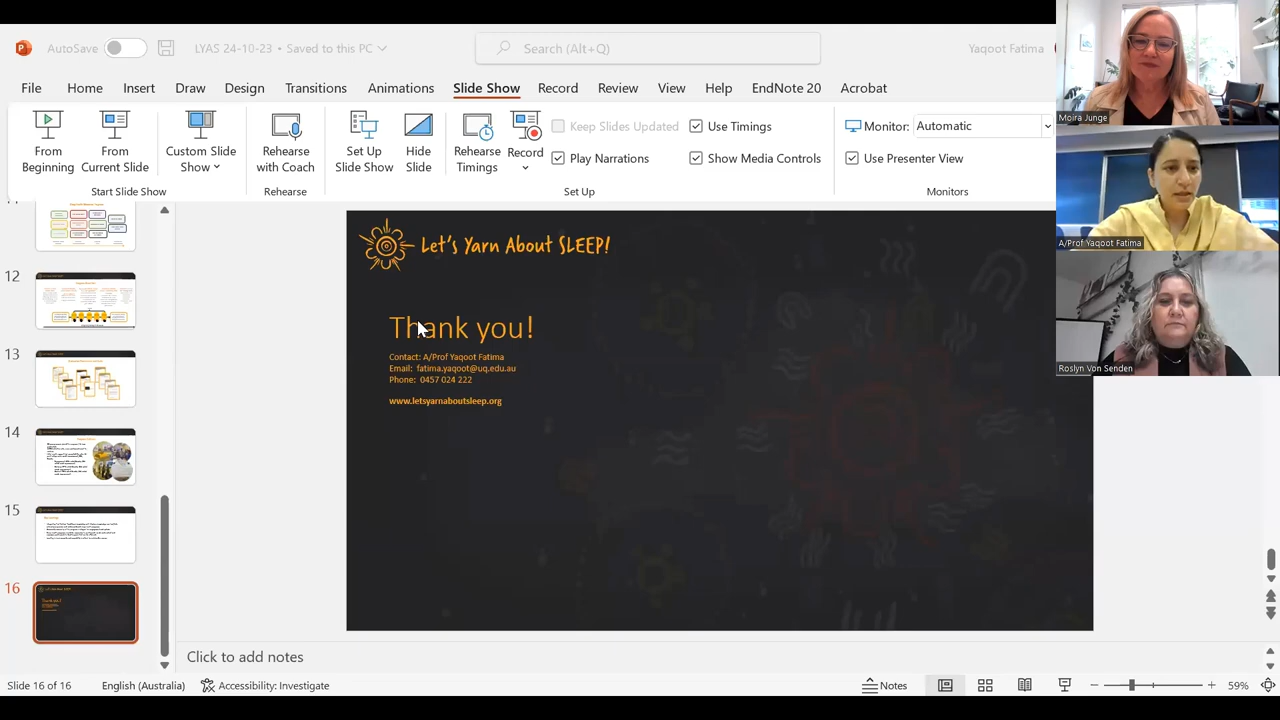 AutoSave
LYAS 24-10-23 • Saved to this PC
Search (Alt+Q)
Yaqoot Fatima
File Home Insert Draw Design Transitions Animations Slide Show Record Review View Help EndNote 20 Acrobat
From Beginning
From Current Slide
Custom Slide Show
Start Slide Show
Rehearse with Coach
Rehearse
Set Up Slide Show
Hide Slide
Rehearse Timings
Record
Keep Slides Updated
Play Narrations
Use Timings
Show Media Controls
Set Up
Monitor: Automatic
Use Presenter View
Monitors
Moira Junge
A/Prof Yaqoot Fatima
Roslyn Von Senden
12
13
14
15
16
Let's Yarn About SLEEP!
Thank you!
Contact: A/Prof Yaqoot Fatima
Email: fatima.yaqoot@uq.edu.au
Phone: 0457 024 222
www.letsyarnaboutsleep.org
Click to add notes
Slide 16 of 16
English (Australia)
Accessibility: Investigate
Notes
59%